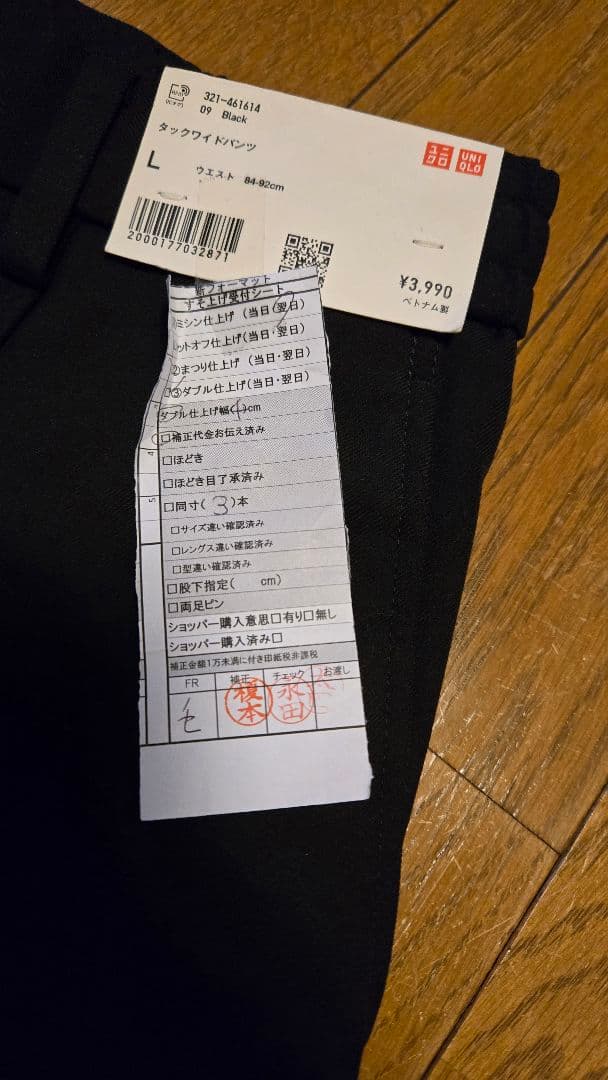 321-461614
09 Black
タックワイドパンツ
ユニクロ UNIQLO
L
ウエスト 84-92cm
2000177032871
¥3,990
ベトナム製
新フォーマット
すそ上げ受付シート
ミシン仕上げ (当日/翌日)
ットオフ仕上げ(当日・翌日)
②まつり仕上げ (当日・翌日)
③ダブル仕上げ(当日・翌日)
ダブル仕上げ幅( )cm
□補正代金お伝え済み
4
□ほどき
□ほどき目了承済み
5
□同寸(3)本
□サイズ違い確認済み
□レングス違い確認済み
□型違い確認済み
□股下指定( cm)
□両足ピン
ショッパー購入意思□有り□無し
ショッパー購入済み□
補正金額1万未満に付き印紙税非課税
FR 補正 チェック お渡し
榎本 永田